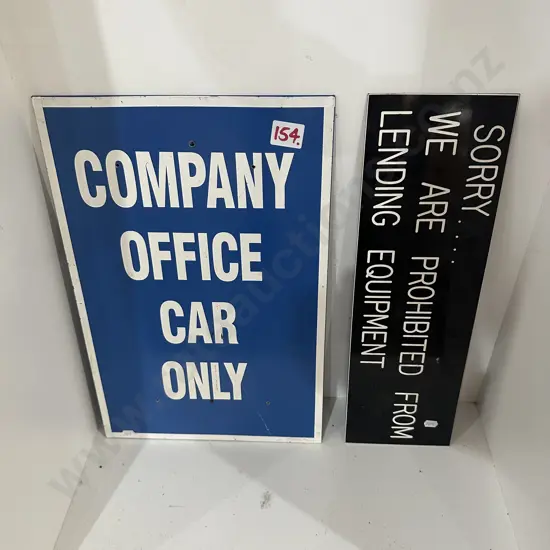 COMPANY
OFFICE
CAR
ONLY
154.
SORRY.....
WE ARE PROHIBITED FROM
LENDING EQUIPMENT